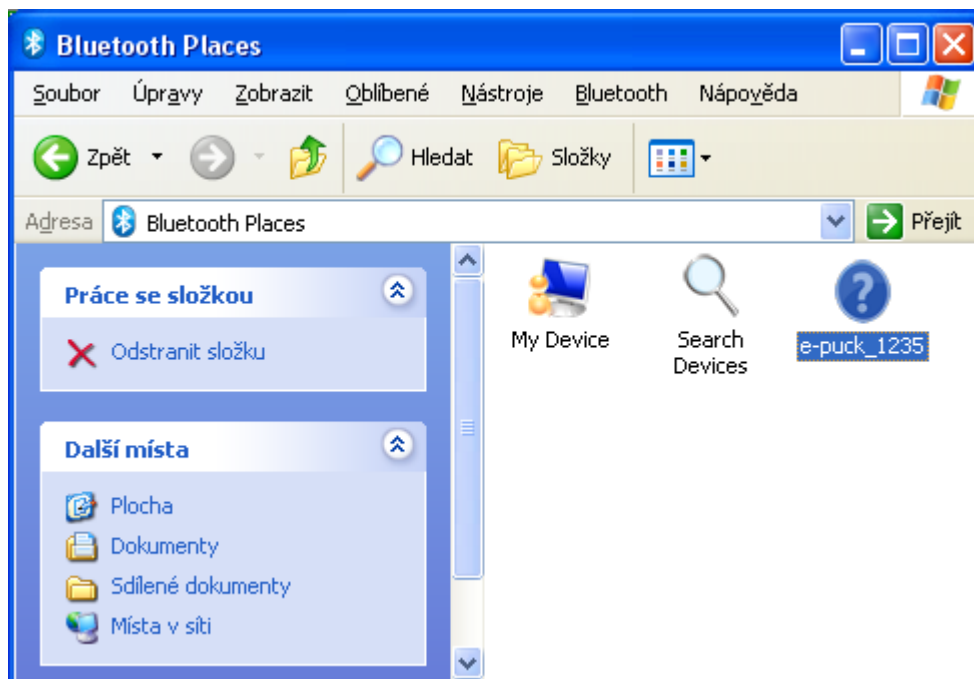 Bluetooth Places
Soubor Úpravy Zobrazit Oblíbené Nástroje Bluetooth Nápověda
Zpět Hledat Složky
Adresa Bluetooth Places Přejít
Práce se složkou
Odstranit složku
Další místa
Plocha
Dokumenty
Sdílené dokumenty
Místa v síti
My Device
Search
Devices
e-puck_1235